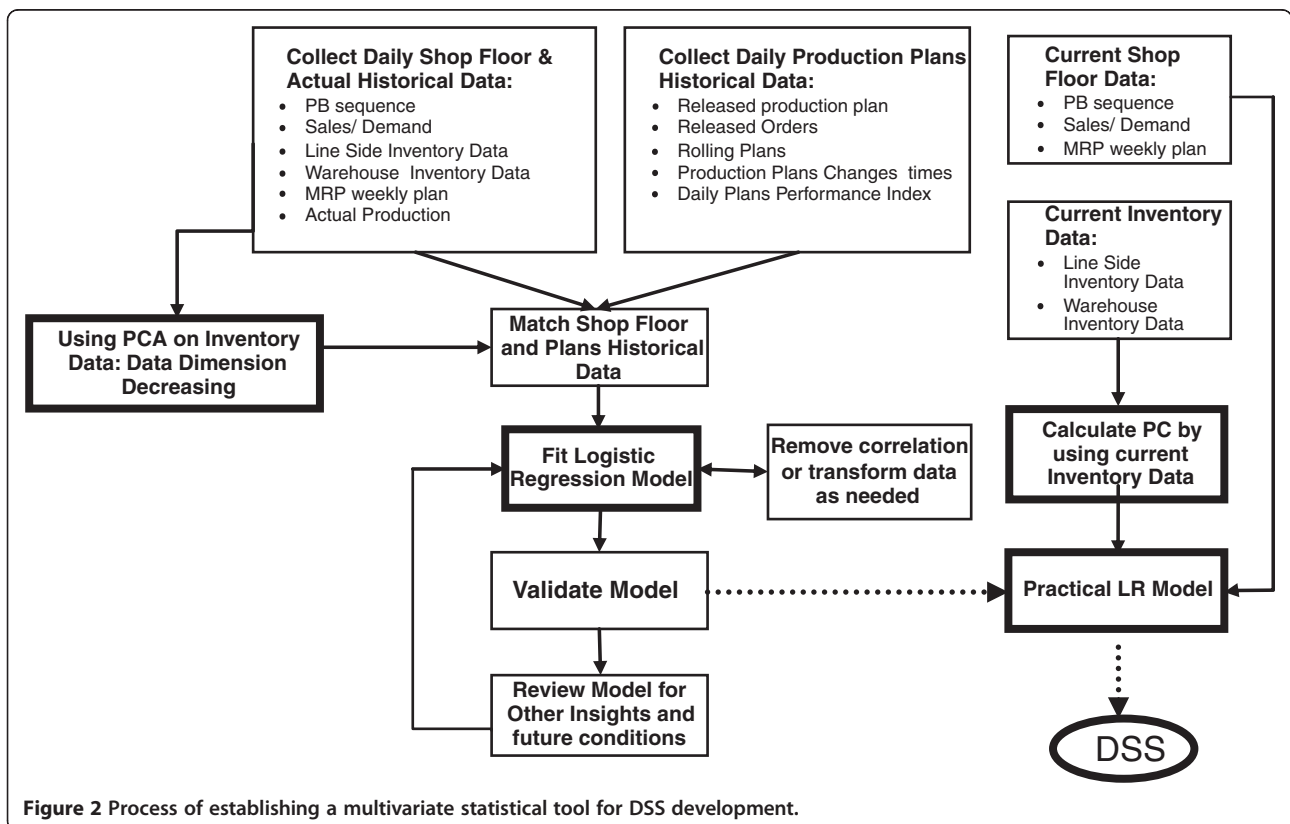 Collect Daily Shop Floor &
Actual Historical Data:
• PB sequence
• Sales/ Demand
• Line Side Inventory Data
• Warehouse Inventory Data
• MRP weekly plan
• Actual Production
Collect Daily Production Plans
Historical Data:
• Released production plan
• Released Orders
• Rolling Plans
• Production Plans Changes times
• Daily Plans Performance Index
Current Shop
Floor Data:
• PB sequence
• Sales/ Demand
• MRP weekly plan
Current Inventory
Data:
• Line Side
Inventory Data
• Warehouse
Inventory Data
Using PCA on Inventory
Data: Data Dimension
Decreasing
Match Shop Floor
and Plans Historical
Data
Fit Logistic
Regression Model
Remove correlation
or transform data
as needed
Calculate PC by
using current
Inventory Data
Validate Model
Practical LR Model
Review Model for
Other Insights and
future conditions
DSS
Figure 2 Process of establishing a multivariate statistical tool for DSS development.